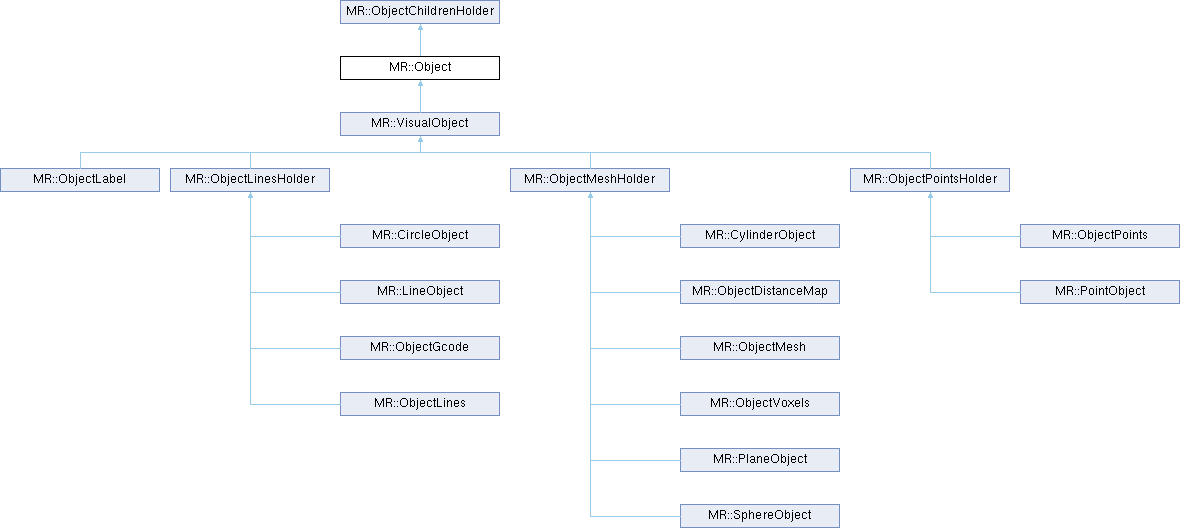 MR::ObjectChildrenHolder
MR::Object
MR::VisualObject
MR::ObjectLabel
MR::ObjectLinesHolder
MR::ObjectMeshHolder
MR::ObjectPointsHolder
MR::CircleObject
MR::CylinderObject
MR::ObjectPoints
MR::LineObject
MR::ObjectDistanceMap
MR::PointObject
MR::ObjectGcode
MR::ObjectMesh
MR::ObjectLines
MR::ObjectVoxels
MR::PlaneObject
MR::SphereObject